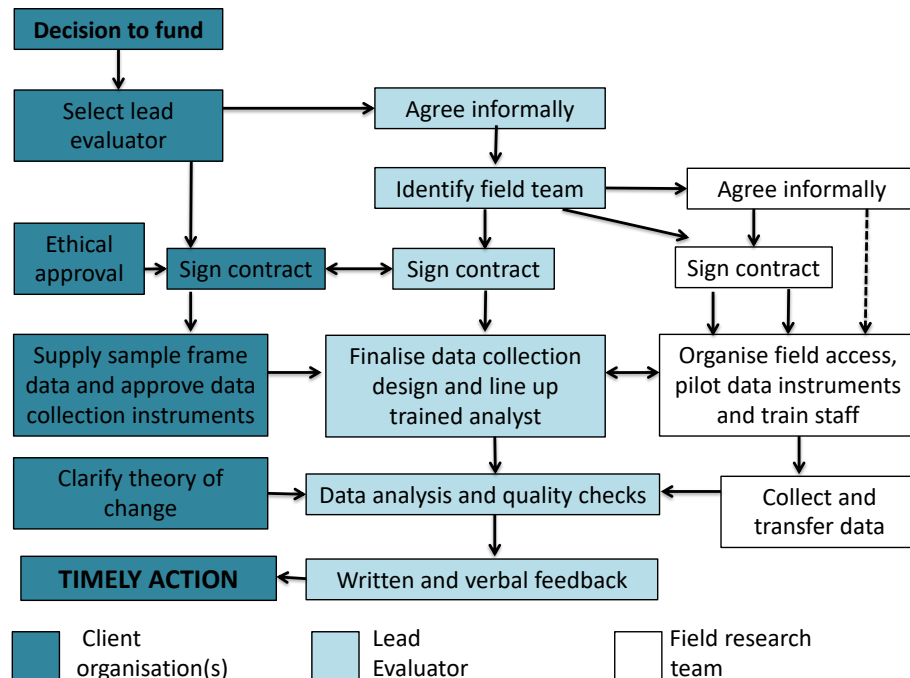 Decision to fund
Select lead
evaluator
Agree informally
Identify field team
Agree informally
Ethical
approval
Sign contract
Sign contract
Sign contract
Supply sample frame
data and approve data
collection instruments
Finalise data collection
design and line up
trained analyst
Organise field access,
pilot data instruments
and train staff
Clarify theory of
change
Data analysis and quality checks
Collect and
transfer data
TIMELY ACTION
Written and verbal feedback
Client
organisation(s)
Lead
Evaluator
Field research
team